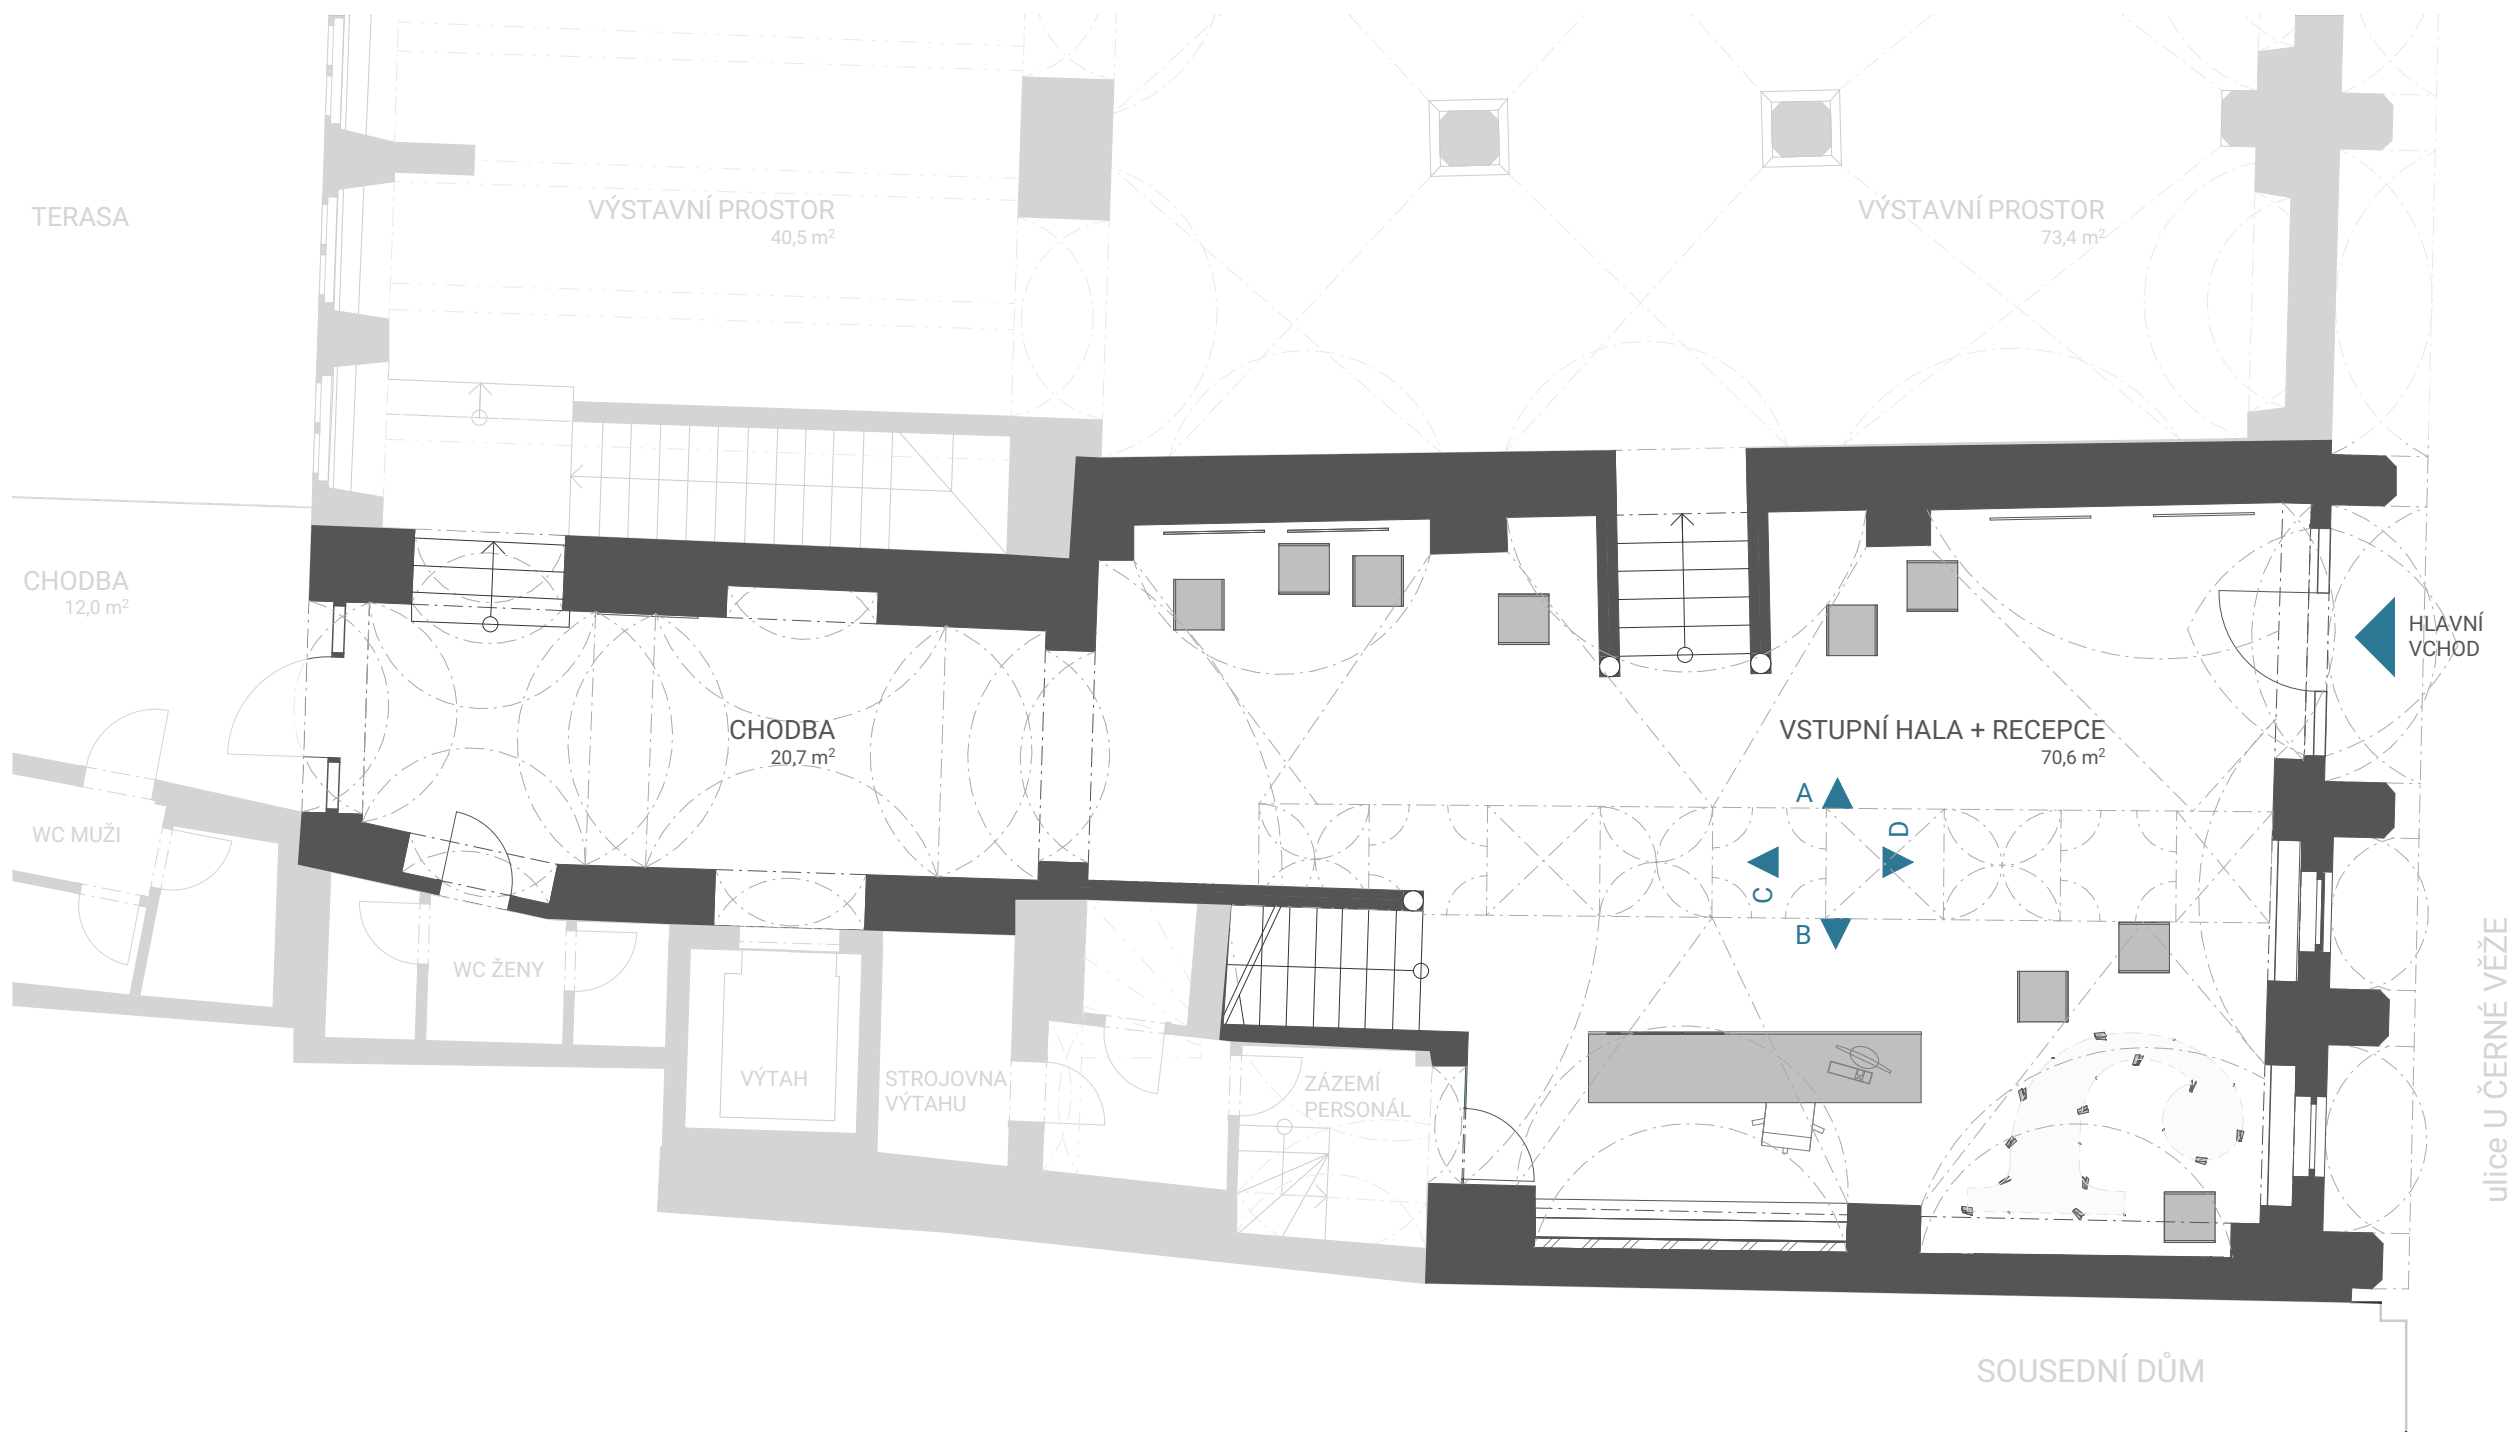 TERASA
VÝSTAVNÍ PROSTOR
40,5 m²
VÝSTAVNÍ PROSTOR
73,4 m²
CHODBA
12,0 m²
HLAVNÍ
VCHOD
CHODBA
20,7 m²
VSTUPNÍ HALA + RECEPCE
70,6 m²
A
D
C
B
WC MUŽI
WC ŽENY
VÝTAH
STROJOVNA
VÝTAHU
ZÁZEMÍ
PERSONÁL
ulice U ČERNÉ VĚŽE
SOUSEDNÍ DŮM